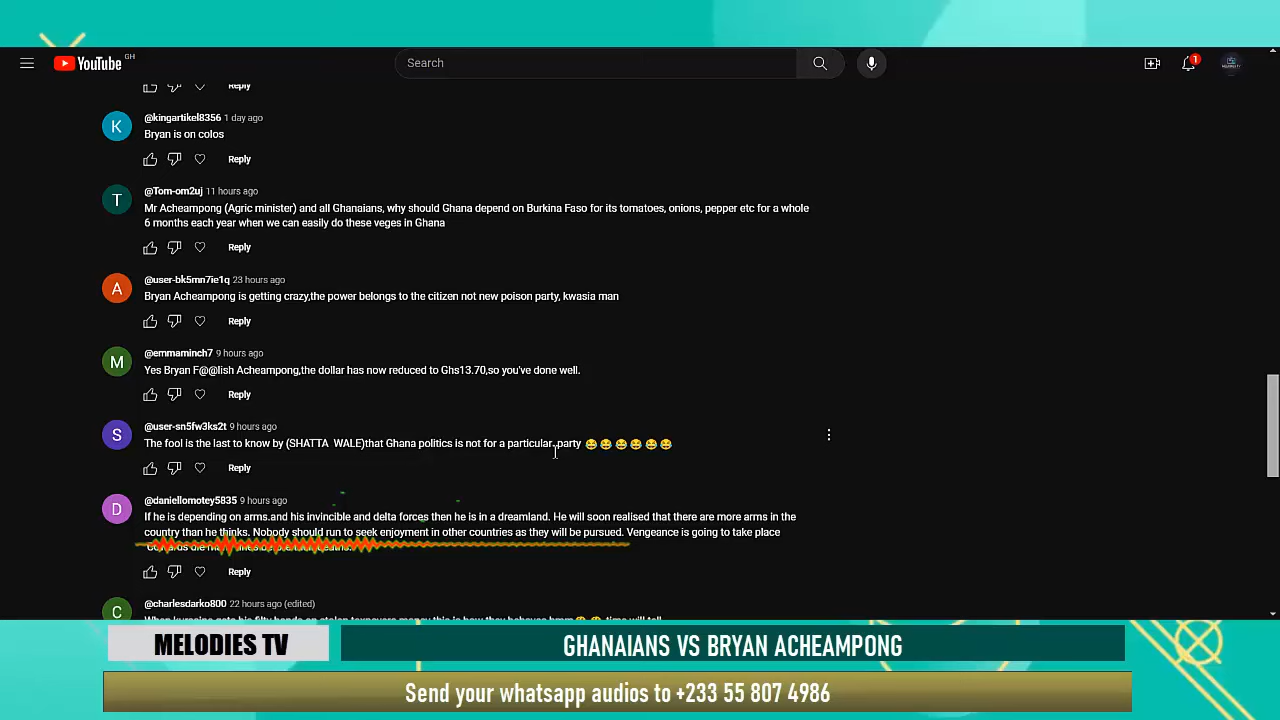 YouTube GH
Search
1
Reply
@kingartikel8356 1 day ago
Bryan is on colos
Reply
@Tom-om2uj 11 hours ago
Mr Acheampong (Agric minister) and all Ghanaians, why should Ghana depend on Burkina Faso for its tomatoes, onions, pepper etc for a whole
6 months each year when we can easily do these veges in Ghana
Reply
@user-bk5mn7ie1q 23 hours ago
Bryan Acheampong is getting crazy,the power belongs to the citizen not new poison party, kwasia man
Reply
@emmaminch7 9 hours ago
Yes Bryan F@@lish Acheampong,the dollar has now reduced to Ghs13.70,so you've done well.
Reply
@user-sn5fw3ks2t 9 hours ago
The fool is the last to know by (SHATTA WALE)that Ghana politics is not for a particular party 😂😂😂😂😂😂
Reply
@daniellomotey5835 9 hours ago
If he is depending on arms.and his invincible and delta forces then he is in a dreamland. He will soon realised that there are more arms in the
country than he thinks. Nobody should run to seek enjoyment in other countries as they will be pursued. Vengeance is going to take place
Reply
@charlesdarko800 22 hours ago (edited)
MELODIES TV
GHANAIANS VS BRYAN ACHEAMPONG
Send your whatsapp audios to +233 55 807 4986